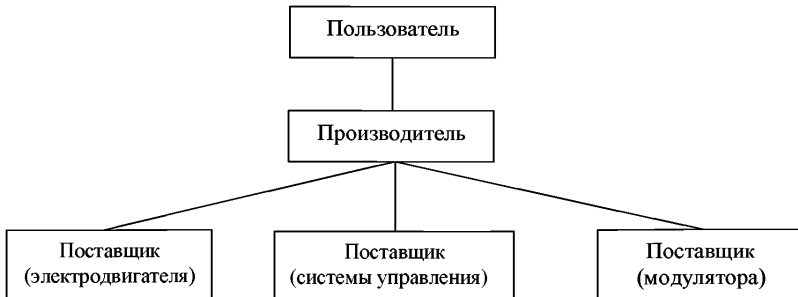 Пользователь
Производитель
Поставщик
(электродвигателя)
Поставщик
(системы управления)
Поставщик
(модулятора)